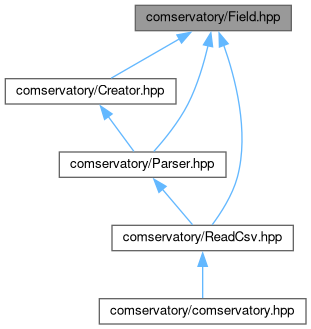 comservatory/Field.hpp
comservatory/Creator.hpp
comservatory/Parser.hpp
comservatory/ReadCsv.hpp
comservatory/comservatory.hpp